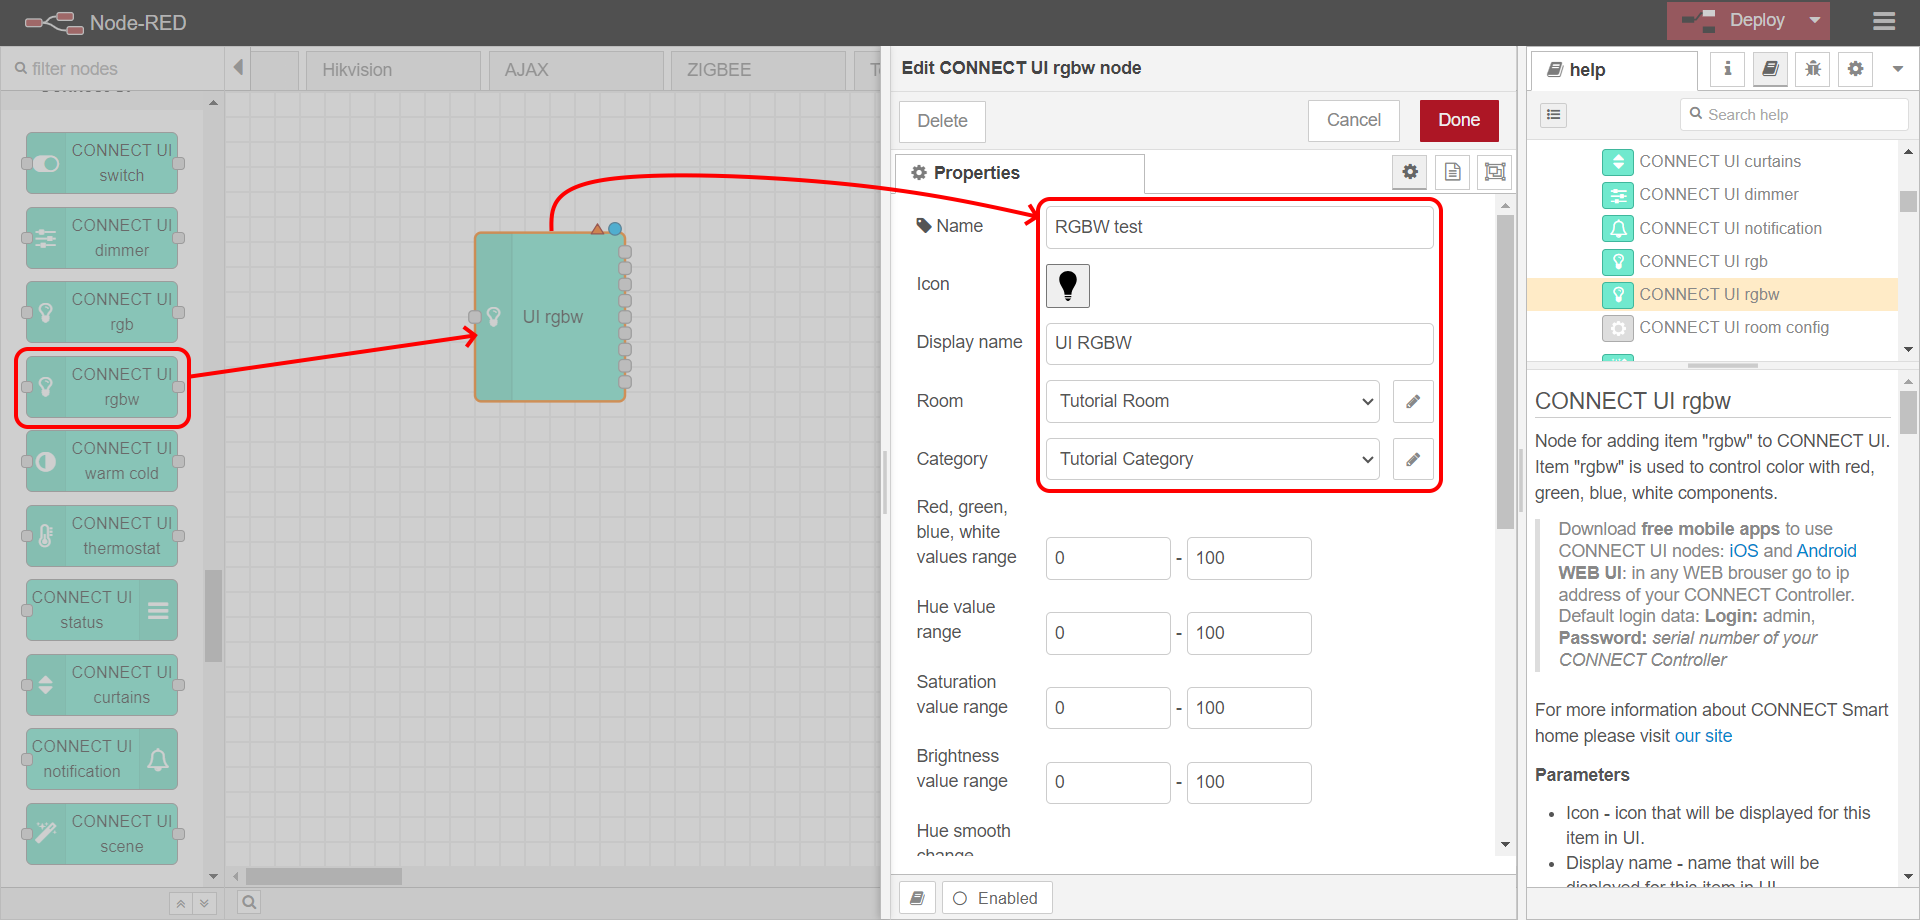 Node-RED
Deploy
filter nodes
Hikvision
AJAX
ZIGBEE
CONNECT UI
switch
CONNECT UI
dimmer
CONNECT UI
rgb
CONNECT UI
rgbw
CONNECT UI
warm cold
CONNECT UI
thermostat
CONNECT UI
status
CONNECT UI
curtains
CONNECT UI
notification
CONNECT UI
scene
UI rgbw
Edit CONNECT UI rgbw node
Delete
Cancel
Done
Properties
Name
RGBW test
Icon
Display name
UI RGBW
Room
Tutorial Room
Category
Tutorial Category
Red, green,
blue, white
values range
0 - 100
Hue value
range
0 - 100
Saturation
value range
0 - 100
Brightness
value range
0 - 100
Hue smooth
change
Enabled
help
Search help
CONNECT UI curtains
CONNECT UI dimmer
CONNECT UI notification
CONNECT UI rgb
CONNECT UI rgbw
CONNECT UI room config
CONNECT UI rgbw
Node for adding item "rgbw" to CONNECT UI.
Item "rgbw" is used to control color with red,
green, blue, white components.
Download free mobile apps to use
CONNECT UI nodes: iOS and Android
WEB UI: in any WEB brouser go to ip
address of your CONNECT Controller.
Default login data: Login: admin,
Password: serial number of your
CONNECT Controller
For more information about CONNECT Smart
home please visit our site
Parameters
• Icon - icon that will be displayed for this
item in UI.
• Display name - name that will be
displayed for this item in UI